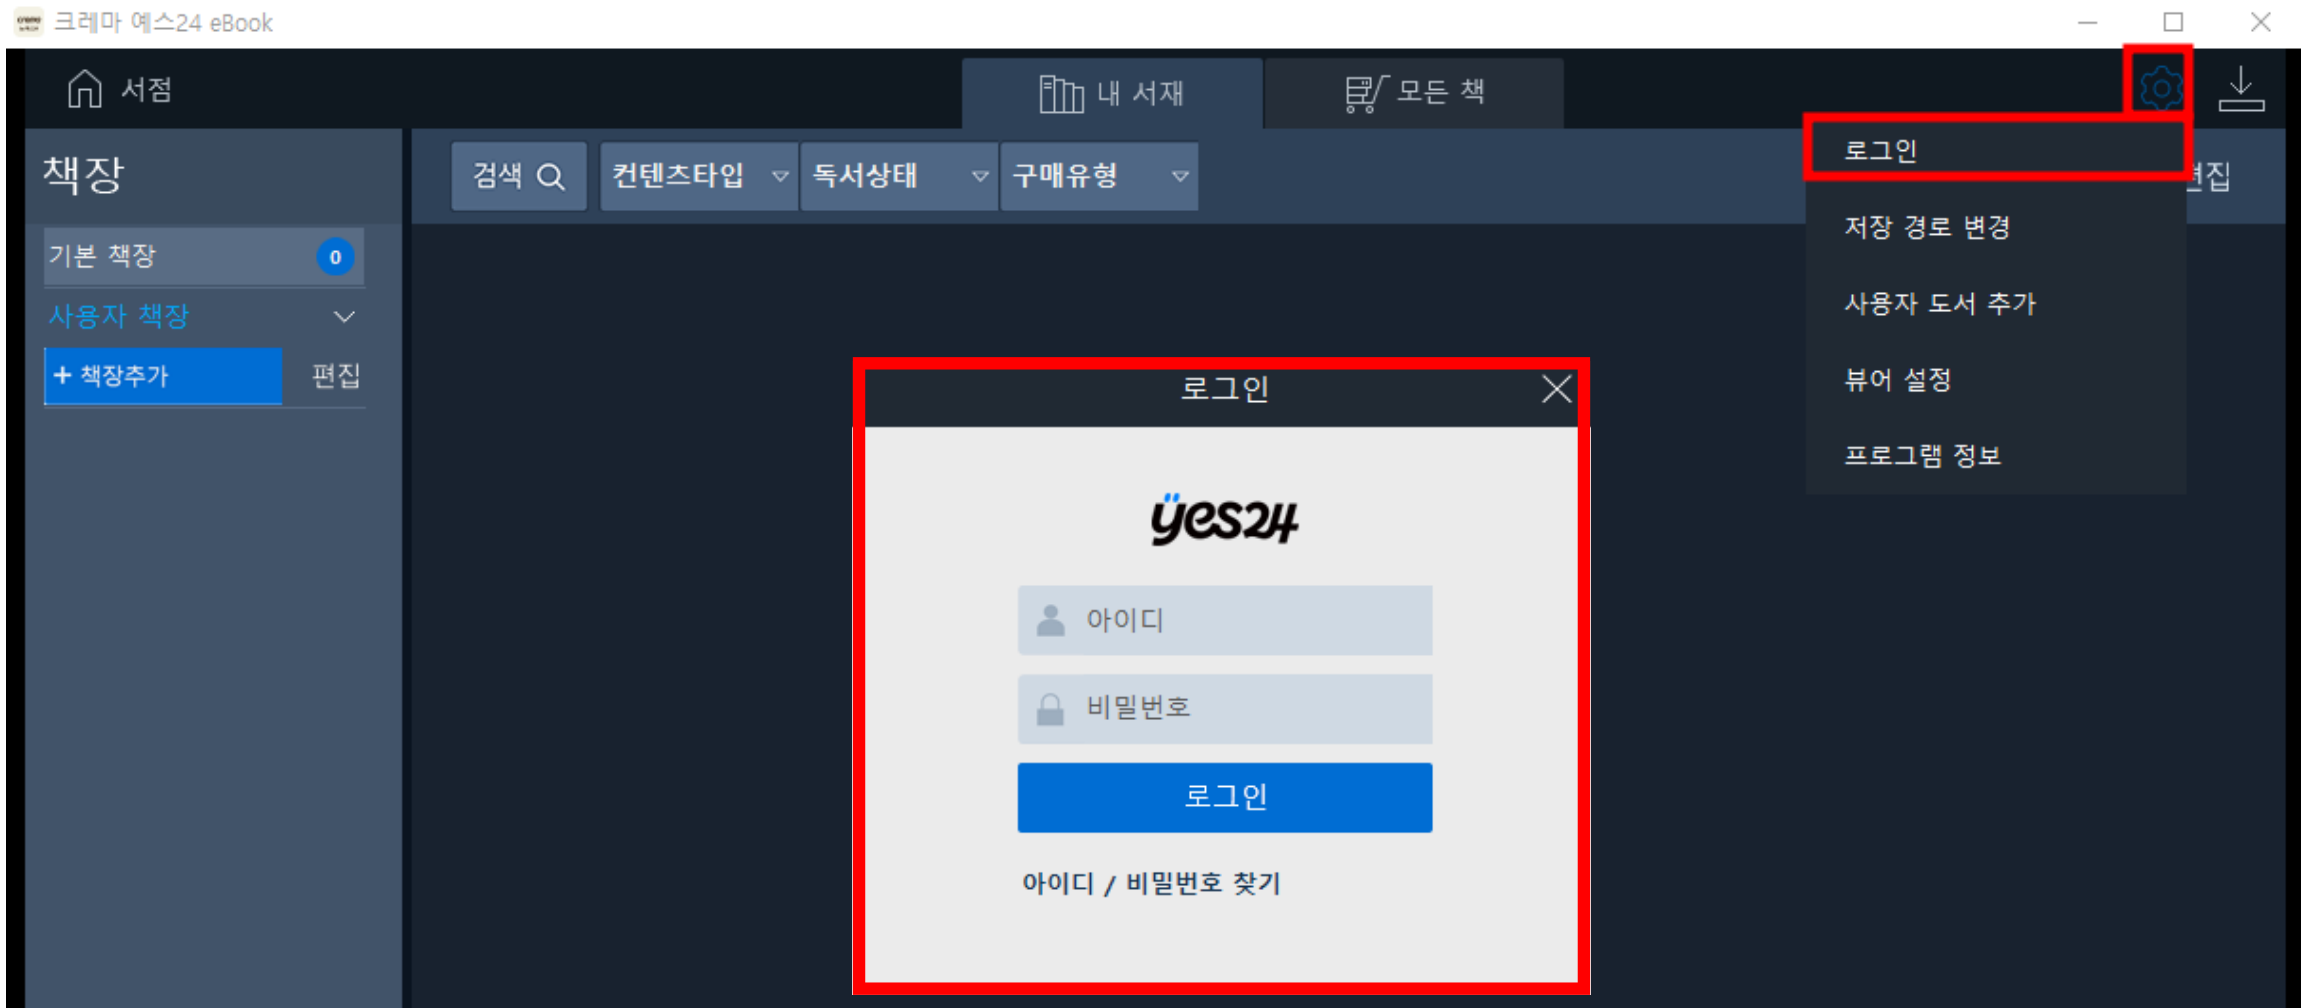 크레마 예스24 eBook
서점
내 서재
모든 책
책장
검색
컨텐츠타입
독서상태
구매유형
편집
기본 책장
0
사용자 책장
+ 책장추가
편집
로그인
저장 경로 변경
사용자 도서 추가
뷰어 설정
프로그램 정보
로그인
yes24
아이디
비밀번호
로그인
아이디 / 비밀번호 찾기